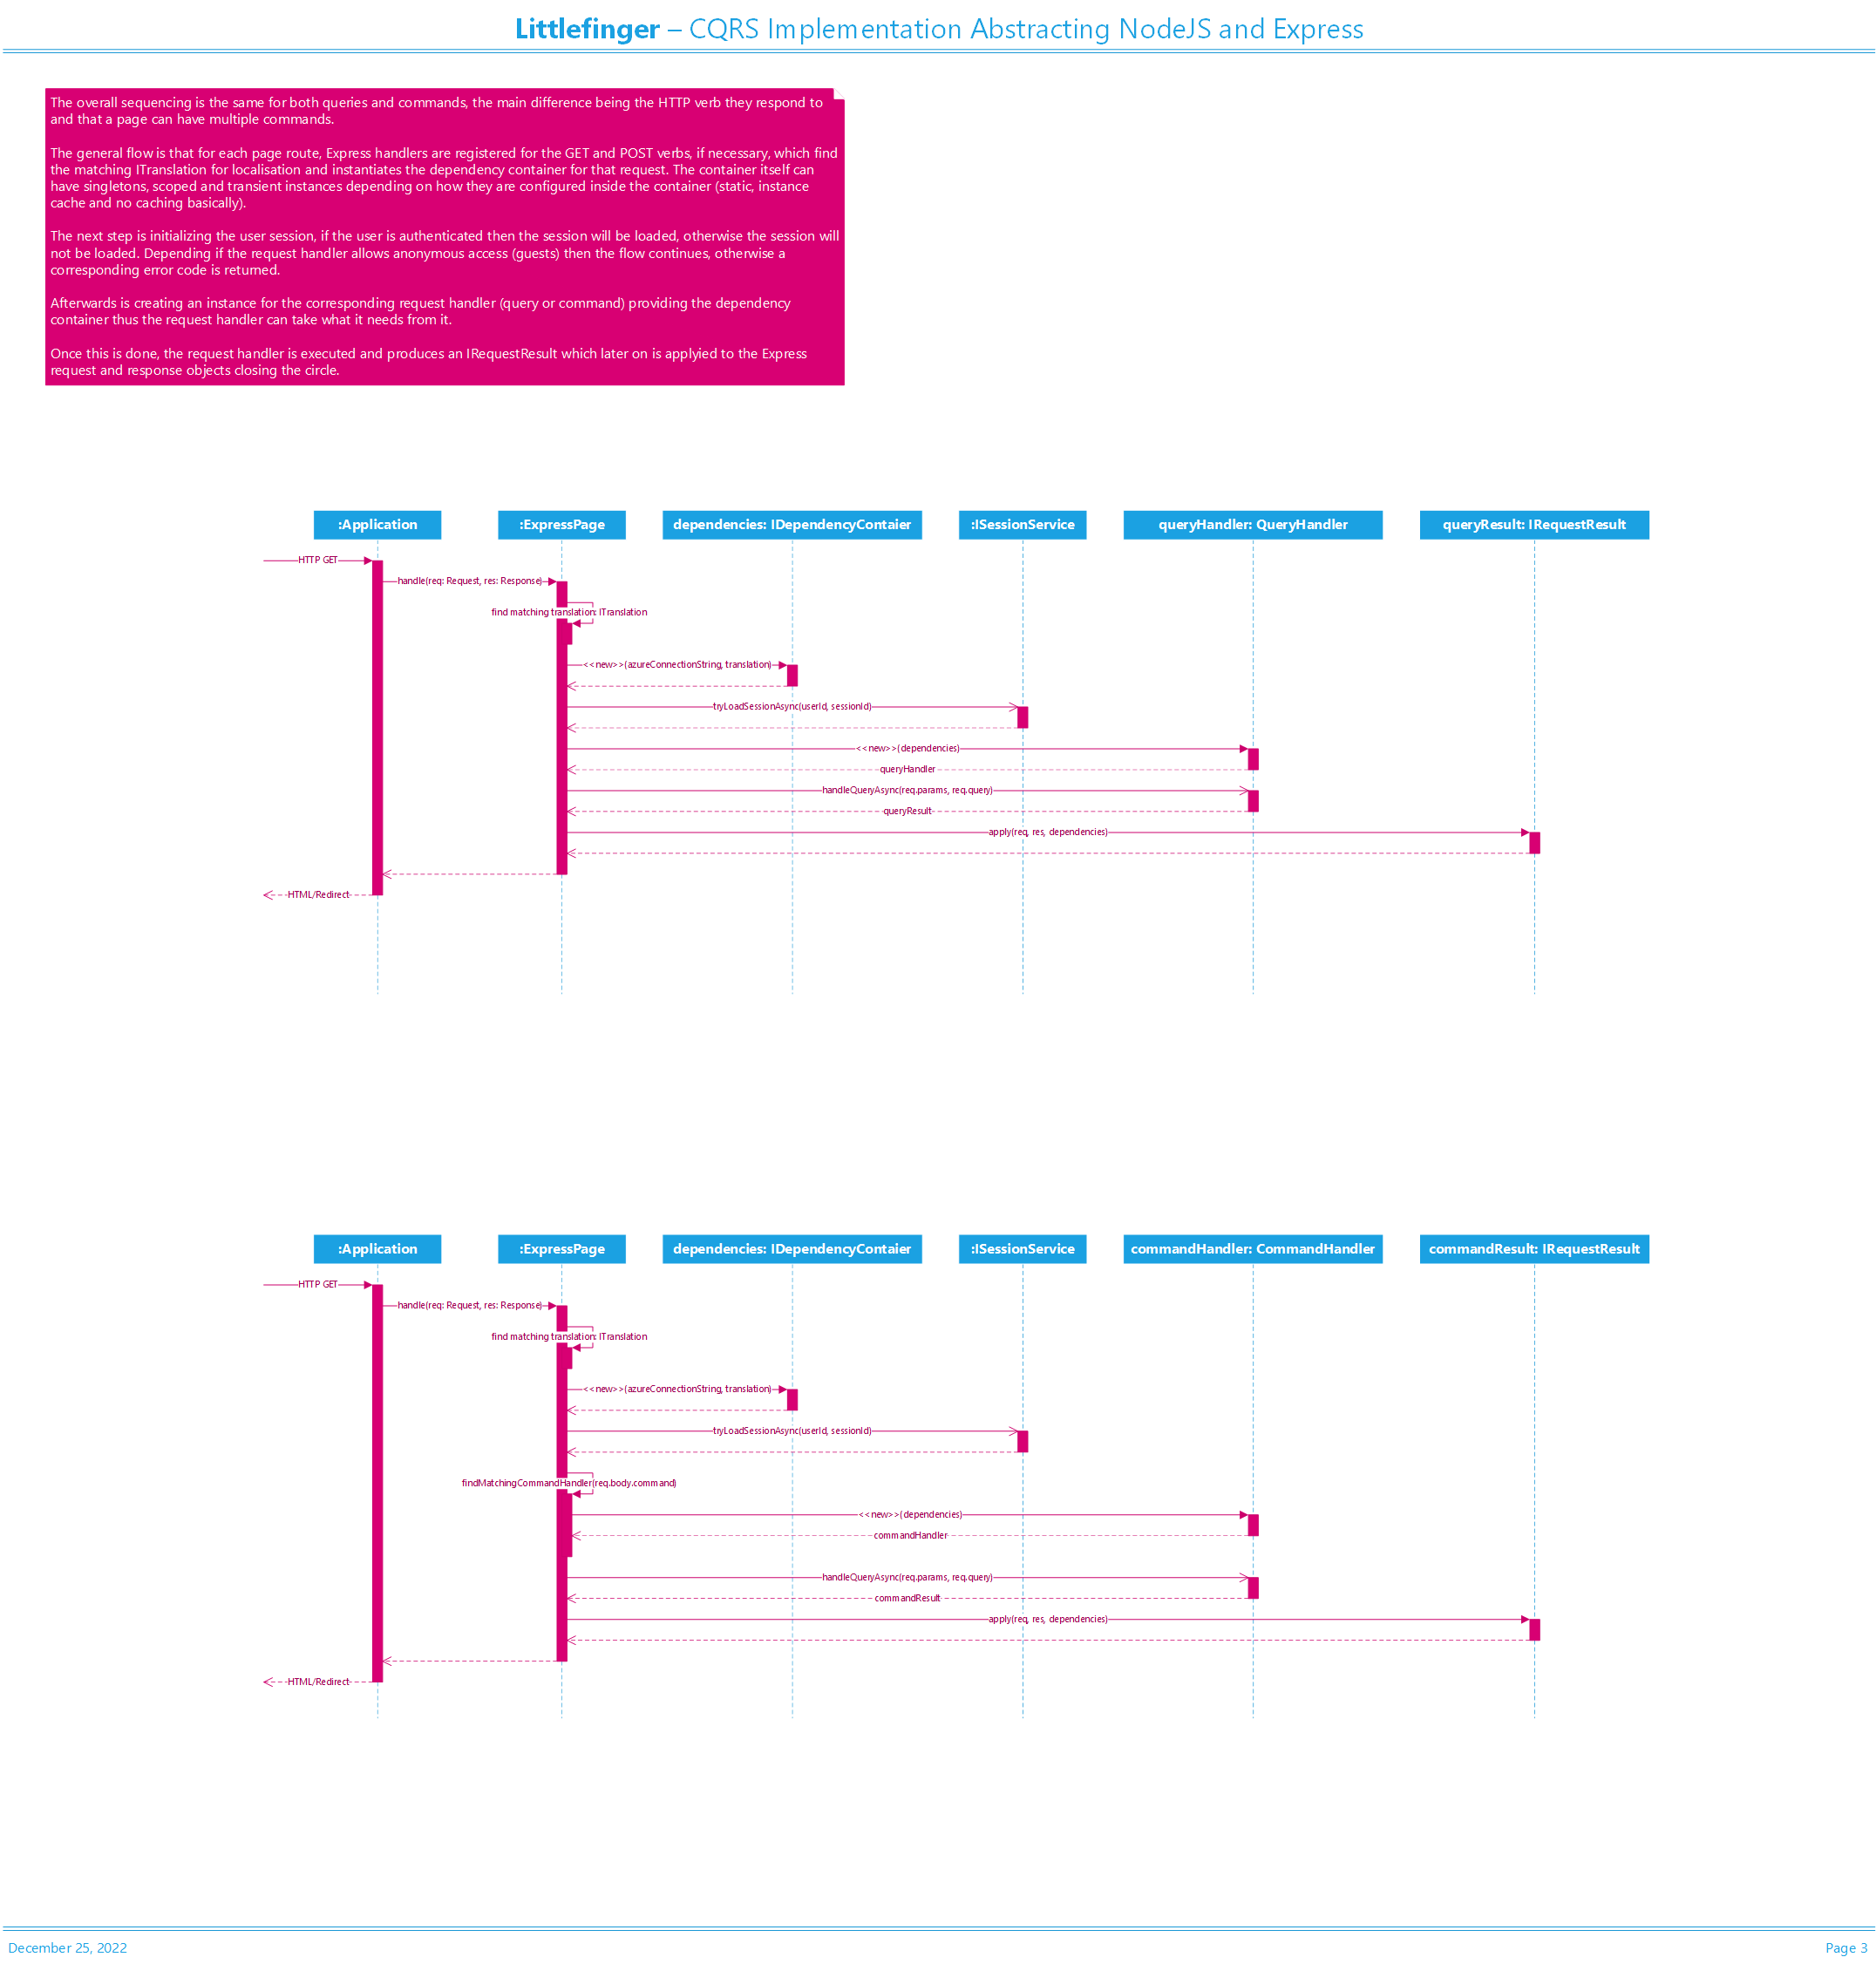 Littlefinger – CQRS Implementation Abstracting NodeJS and Express
The overall sequencing is the same for both queries and commands, the main difference being the HTTP verb they respond to
and that a page can have multiple commands.
The general flow is that for each page route, Express handlers are registered for the GET and POST verbs, if necessary, which find
the matching ITranslation for localisation and instantiates the dependency container for that request. The container itself can
have singletons, scoped and transient instances depending on how they are configured inside the container (static, instance
cache and no caching basically).
The next step is initializing the user session, if the user is authenticated then the session will be loaded, otherwise the session will
not be loaded. Depending if the request handler allows anonymous access (guests) then the flow continues, otherwise a
corresponding error code is returned.
Afterwards is creating an instance for the corresponding request handler (query or command) providing the dependency
container thus the request handler can take what it needs from it.
Once this is done, the request handler is executed and produces an IRequestResult which later on is applyied to the Express
request and response objects closing the circle.
:Application
:ExpressPage
dependencies: IDependencyContaier
:ISessionService
queryHandler: QueryHandler
queryResult: IRequestResult
HTTP GET
handle(req: Request, res: Response)
find matching translation: ITranslation
<<new>>(azureConnectionString, translation)
tryLoadSessionAsync(userId, sessionId)
<<new>>(dependencies)
queryHandler
handleQueryAsync(req.params, req.query)
queryResult
apply(req, res, dependencies)
HTML/Redirect
:Application
:ExpressPage
dependencies: IDependencyContaier
:ISessionService
commandHandler: CommandHandler
commandResult: IRequestResult
HTTP GET
handle(req: Request, res: Response)
find matching translation: ITranslation
<<new>>(azureConnectionString, translation)
tryLoadSessionAsync(userId, sessionId)
findMatchingCommandHandler(req.body.command)
<<new>>(dependencies)
commandHandler
handleQueryAsync(req.params, req.query)
commandResult
apply(req, res, dependencies)
HTML/Redirect
December 25, 2022
Page 3